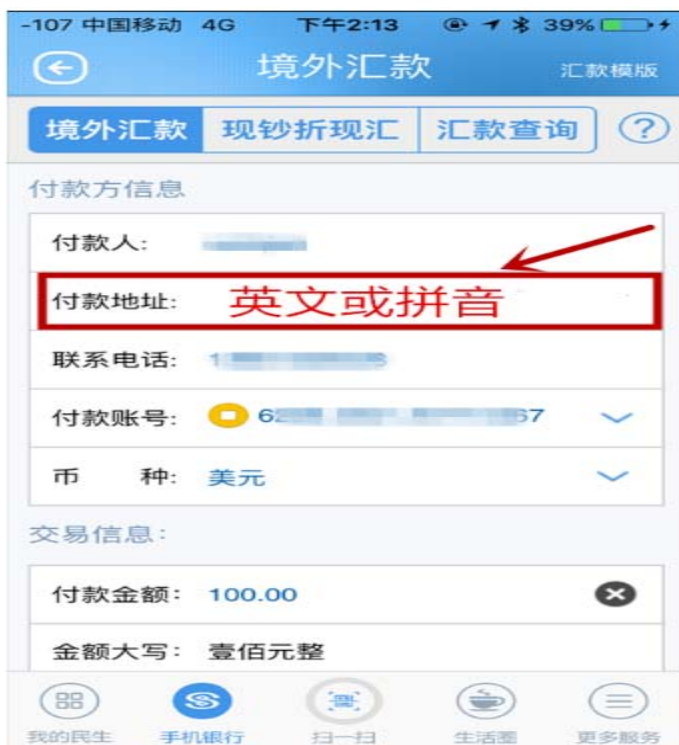 -107 中国移动 4G 下午2:13 39%
境外汇款 汇款模版
境外汇款 现钞折现汇 汇款查询 ?
付款方信息
付款人:
付款地址: 英文或拼音
联系电话: 1
付款账号: 6 67
币 种: 美元
交易信息:
付款金额: 100.00
金额大写: 壹佰元整
我的民生 手机银行 扫一扫 生活圈 更多服务